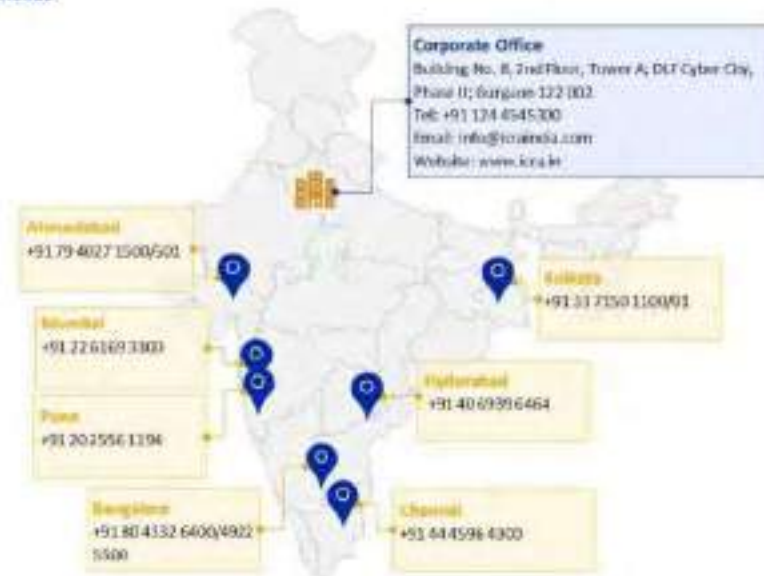 Corporate Office
Building No. 8, 2nd Floor, Tower A; DLF Cyber City,
Phase II; Gurgaon 122 002
Tel: +91 124 4545300
Email: info@icraindia.com
Website: www.icra.in
Ahmedabad
+91 79 4027 1500/501
Kolkata
+91 33 7150 1100/01
Mumbai
+91 22 6169 3300
Hyderabad
+91 40 6939 6464
Pune
+91 20 2556 1194
Bangalore
+91 80 4332 6400/4922
5500
Chennai
+91 44 4596 4300